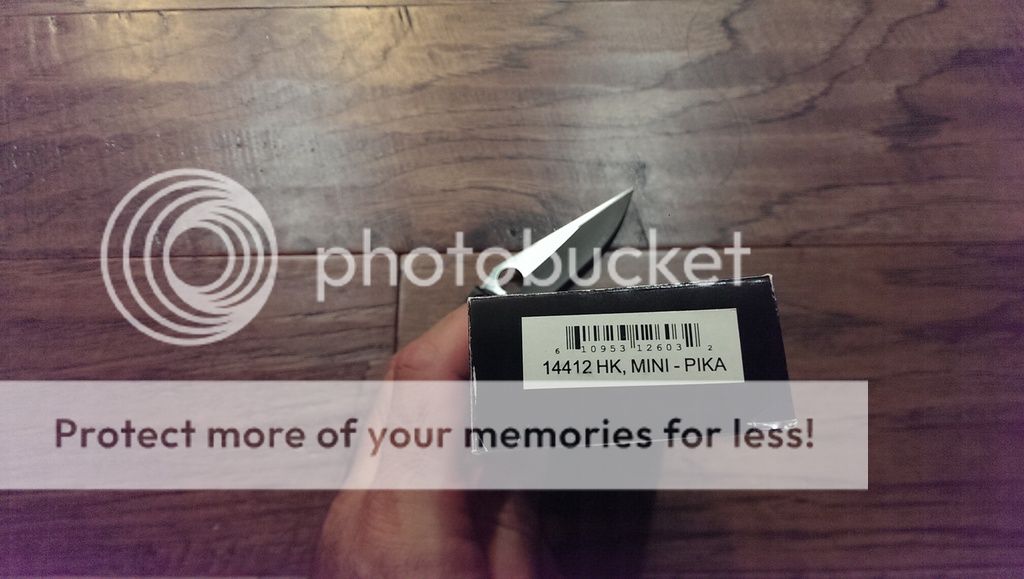 photobucket
6 10953 12603 2
14412 HK, MINI - PIKA
Protect more of your memories for less!